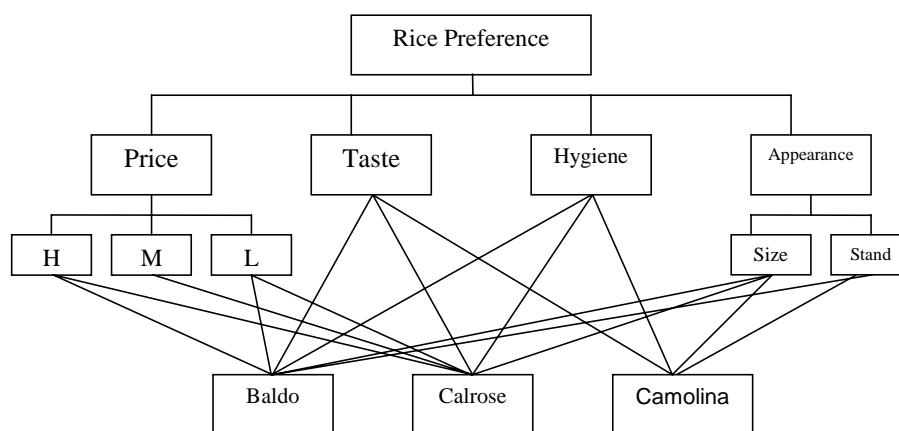 Rice Preference
Price
Taste
Hygiene
Appearance
H
M
L
Size
Stand
Baldo
Calrose
Camolina